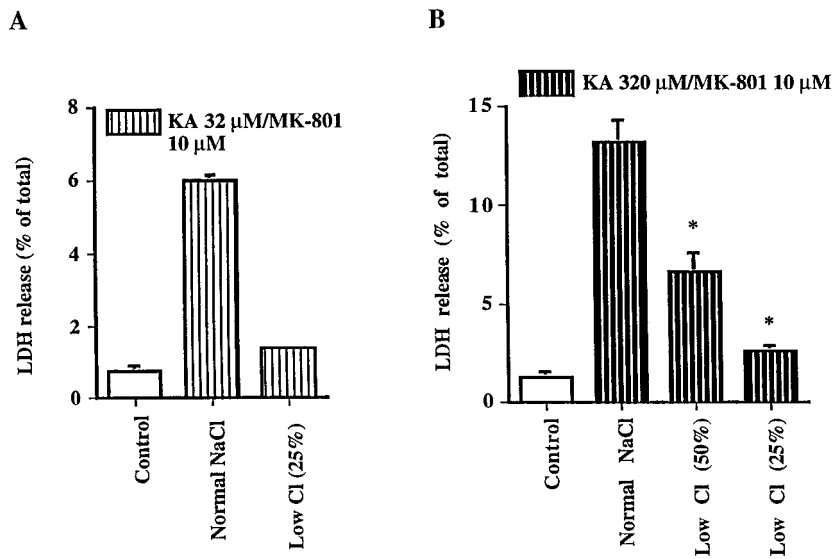 A
KA 32 μM/MK-801
10 μM
LDH release (% of total)
8
6
4
2
0
Control
Normal NaCl
Low Cl (25%)
B
KA 320 μM/MK-801 10 μM
LDH release (% of total)
15
10
5
0
*
*
Control
Normal NaCl
Low Cl (50%)
Low Cl (25%)